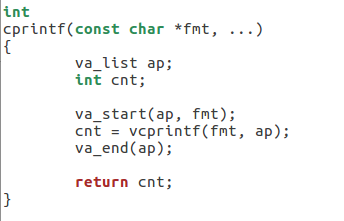 int
cprintf(const char *fmt, ...)
{
        va_list ap;
        int cnt;

        va_start(ap, fmt);
        cnt = vcprintf(fmt, ap);
        va_end(ap);

        return cnt;
}